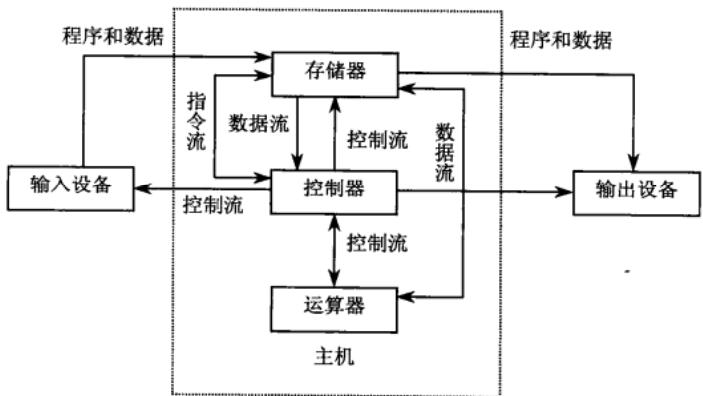 程序和数据
程序和数据
存储器
指令流
数据流
控制流
数据流
输入设备
控制流
控制器
输出设备
控制流
运算器
主机